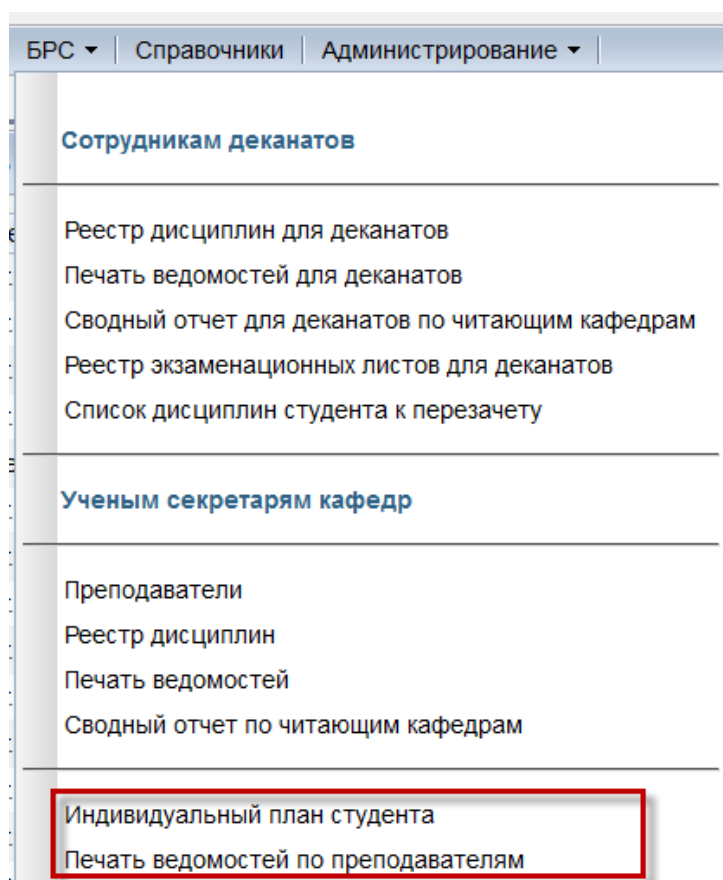 БРС Справочники Администрирование
Сотрудникам деканатов
Реестр дисциплин для деканатов
Печать ведомостей для деканатов
Сводный отчет для деканатов по читающим кафедрам
Реестр экзаменационных листов для деканатов
Список дисциплин студента к перезачету
Ученым секретарям кафедр
Преподаватели
Реестр дисциплин
Печать ведомостей
Сводный отчет по читающим кафедрам
Индивидуальный план студента
Печать ведомостей по преподавателям